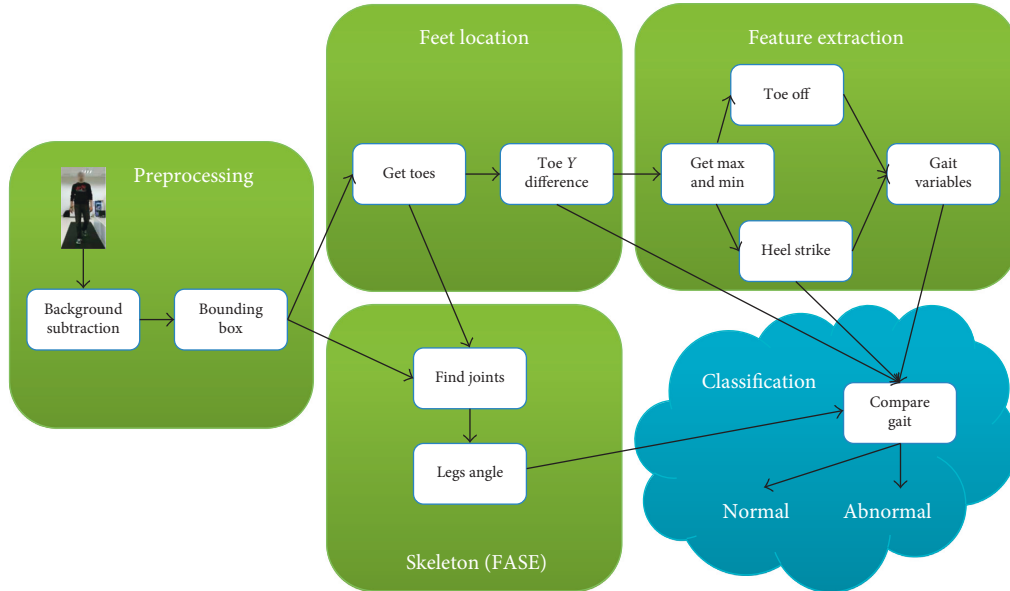 Preprocessing
Background
subtraction
Bounding
box
Feet location
Get toes
Toe Y
difference
Feature extraction
Toe off
Get max
and min
Heel strike
Gait
variables
Find joints
Legs angle
Skeleton (FASE)
Classification
Compare
gait
Normal
Abnormal